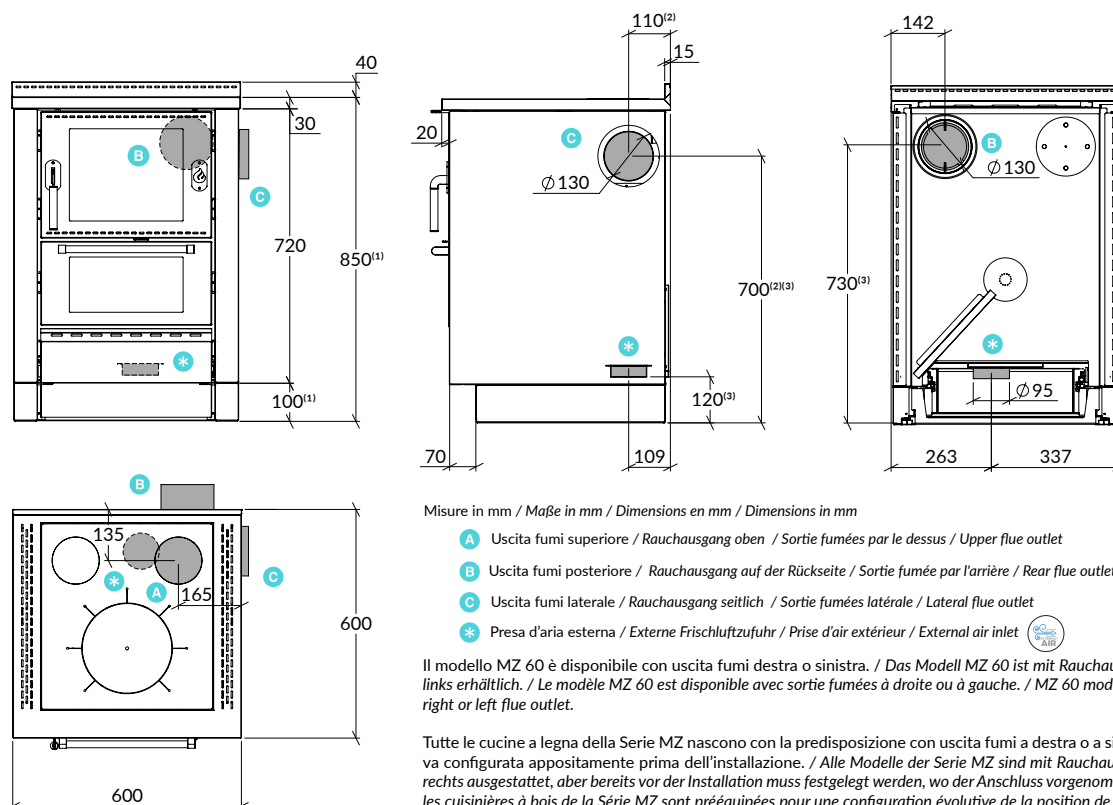 40
30
B
C
720
850(1)
100(1)
*
110(2)
15
20
C
Ø 130
700(2)(3)
*
120(3)
70
109
142
B
Ø 130
730(3)
*
Ø 95
263
337
B
135
*
A
165
C
600
600
Misure in mm / Maße in mm / Dimensions en mm / Dimensions in mm
A Uscita fumi superiore / Rauchausgang oben / Sortie fumées par le dessus / Upper flue outlet
B Uscita fumi posteriore / Rauchausgang auf der Rückseite / Sortie fumée par l'arrière / Rear flue outlet
C Uscita fumi laterale / Rauchausgang seitlich / Sortie fumées latérale / Lateral flue outlet
* Presa d'aria esterna / Externe Frischluftzufuhr / Prise d'air extérieur / External air inlet
AIR
Il modello MZ 60 è disponibile con uscita fumi destra o sinistra. / Das Modell MZ 60 ist mit Rauchau
links erhältlich. / Le modèle MZ 60 est disponible avec sortie fumées à droite ou à gauche. / MZ 60 mod
right or left flue outlet.
Tutte le cucine a legna della Serie MZ nascono con la predisposizione con uscita fumi a destra o a si
va configurata appositamente prima dell'installazione. / Alle Modelle der Serie MZ sind mit Rauchau
rechts ausgestattet, aber bereits vor der Installation muss festgelegt werden, wo der Anschluss vorgenom
les cuisinières à bois de la Série MZ sont prééquipées pour une configuration évolutive de la position de